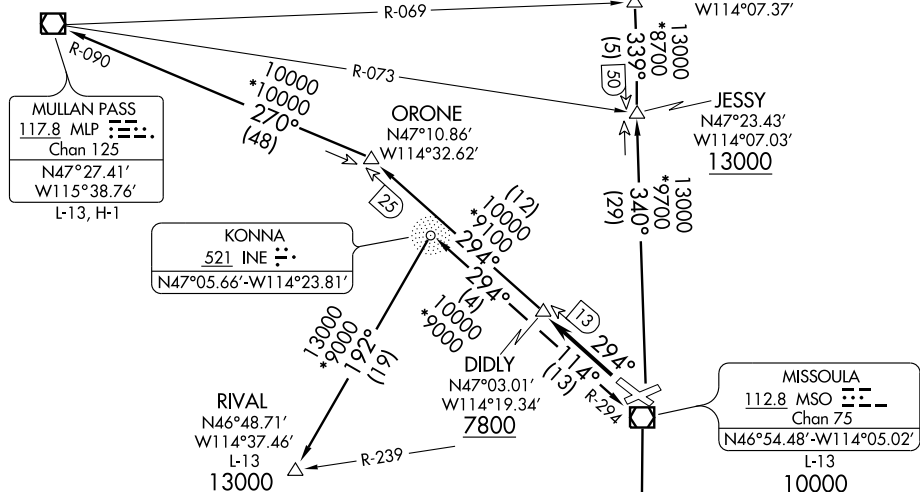 R-069
W114°07.37'
R-090
R-073
13000
*8700
339°
(5)
50
10000
*10000
270°
(48)
MULLAN PASS
117.8 MLP
Chan 125
N47°27.41'
W115°38.76'
L-13, H-1
ORONE
N47°10.86'
W114°32.62'
JESSY
N47°23.43'
W114°07.03'
13000
25
13000
*9700
340°
(29)
KONNA
521 INE
N47°05.66'-W114°23.81'
(12)
10000
*9100
294°
294°
(4)
10000
*9000
13
294°
114°
(13)
R-294
13000
*9000
192°
(19)
DIDLY
N47°03.01'
W114°19.34'
7800
MISSOULA
112.8 MSO
Chan 75
N46°54.48'-W114°05.02'
L-13
10000
RIVAL
N46°48.71'
W114°37.46'
L-13
13000
R-239